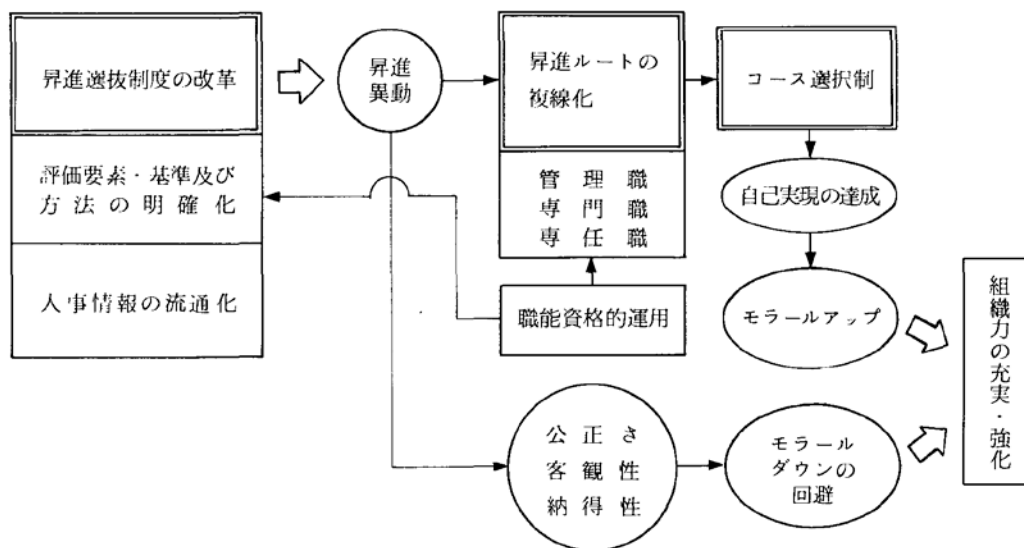 昇進選抜制度の改革
評価要素・基準及び
方法の明確化
人事情報の流通化
昇進
異動
昇進ルートの
複線化
管理職
専門職
専任職
職能資格的運用
コース選択制
自己実現の達成
モラールアップ
公正さ
客観性
納得性
モラール
ダウンの
回避
組織力の充実・強化